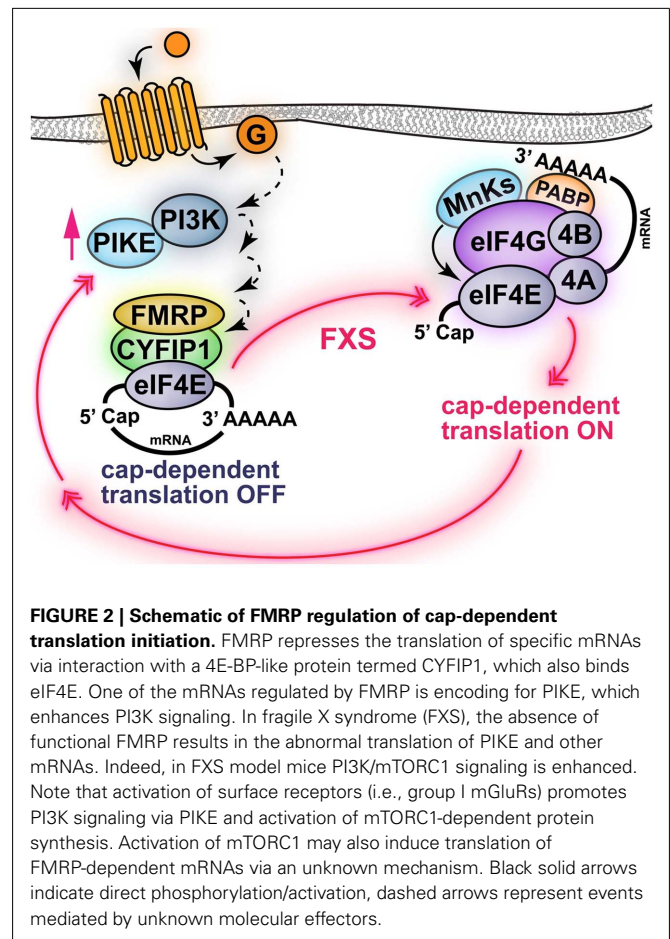 G
3' AAAAA
MnKs
PABP
PI3K
PIKE
eIF4G
4B
mRNA
eIF4E
4A
FMRP
CYFIP1
eIF4E
5' Cap
FXS
5' Cap
3' AAAAA
mRNA
cap-dependent
translation ON
cap-dependent
translation OFF
FIGURE 2 | Schematic of FMRP regulation of cap-dependent
translation initiation. FMRP represses the translation of specific mRNAs
via interaction with a 4E-BP-like protein termed CYFIP1, which also binds
eIF4E. One of the mRNAs regulated by FMRP is encoding for PIKE, which
enhances PI3K signaling. In fragile X syndrome (FXS), the absence of
functional FMRP results in the abnormal translation of PIKE and other
mRNAs. Indeed, in FXS model mice PI3K/mTORC1 signaling is enhanced.
Note that activation of surface receptors (i.e., group I mGluRs) promotes
PI3K signaling via PIKE and activation of mTORC1-dependent protein
synthesis. Activation of mTORC1 may also induce translation of
FMRP-dependent mRNAs via an unknown mechanism. Black solid arrows
indicate direct phosphorylation/activation, dashed arrows represent events
mediated by unknown molecular effectors.